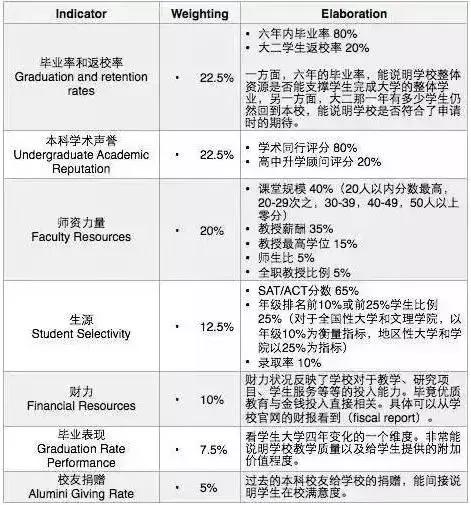 Indicator Weighting Elaboration
毕业率和返校率
Graduation and retention
rates
• 22.5%
• 六年内毕业率 80%
• 大二学生返校率 20%
一方面，六年的毕业率，能说明学校整体
资源是否能支撑学生完成大学的整体学
业，另一方面，大二那一年有多少学生仍
然回到本校，能说明学校是否符合了申请
时的期待。
本科学术声誉
Undergraduate Academic
Reputation
• 22.5%
• 学术同行评分 80%
• 高中升学顾问评分 20%
师资力量
Faculty Resources
• 20%
• 课堂规模 40%（20人以内分数最高，
20-29次之，30-39，40-49，50人以上
零分）
• 教授薪酬 35%
• 教授最高学位 15%
• 师生比 5%
• 全职教授比例 5%
生源
Student Selectivity
• 12.5%
• SAT/ACT分数 65%
• 年级排名前10%或前25%学生比例
25%（对于全国性大学和文理学院，以
年级10%为衡量指标，地区性大学和学
院以25%为指标）
• 录取率 10%
财力
Financial Resources
• 10%
财力状况反映了学校对于教学、研究项
目、学生服务等等的投入能力。毕竟优质
教育与金钱投入直接相关。具体可以从学
校官网的财报看到（fiscal report）。
毕业表现
Graduation Rate
Performance
• 7.5%
看学生大学四年变化的一个维度。非常能
说明学校教学质量以及给学生提供的附加
价值程度。
校友捐赠
Alumini Giving Rate
• 5%
过去的本科校友给学校的捐赠，能间接说
明学生在校满意度。